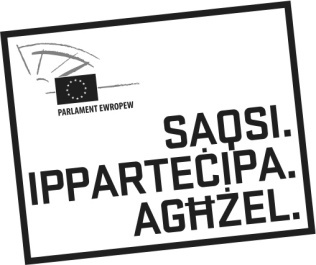 PARLAMENT EWROPEW
SAQSI.
IPPARTEĊIPA.
AGĦŻEL.